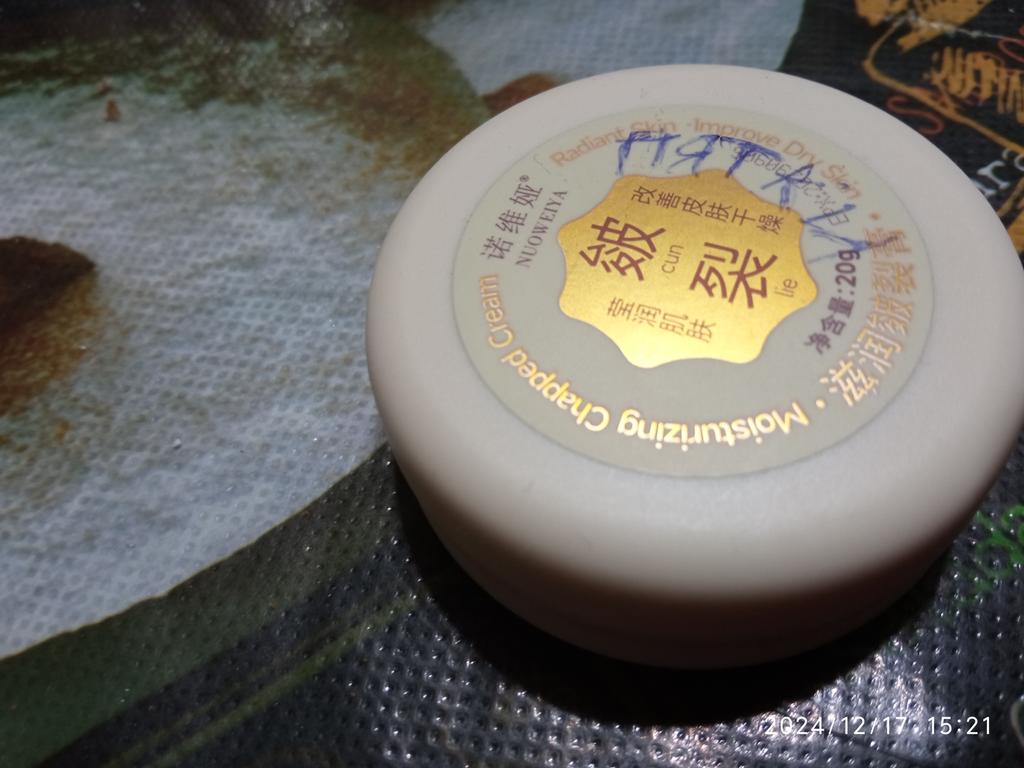 Radiant Skin · Improve Dry Skin ·
诺维娅®
NUOWEIYA
改善皮肤干燥
皲裂
cun
lie
莹润肌肤
净含量:20g
滋润皲裂膏
Moisturizing Chapped Cream
ПЯТК
2024/12/17 15:21